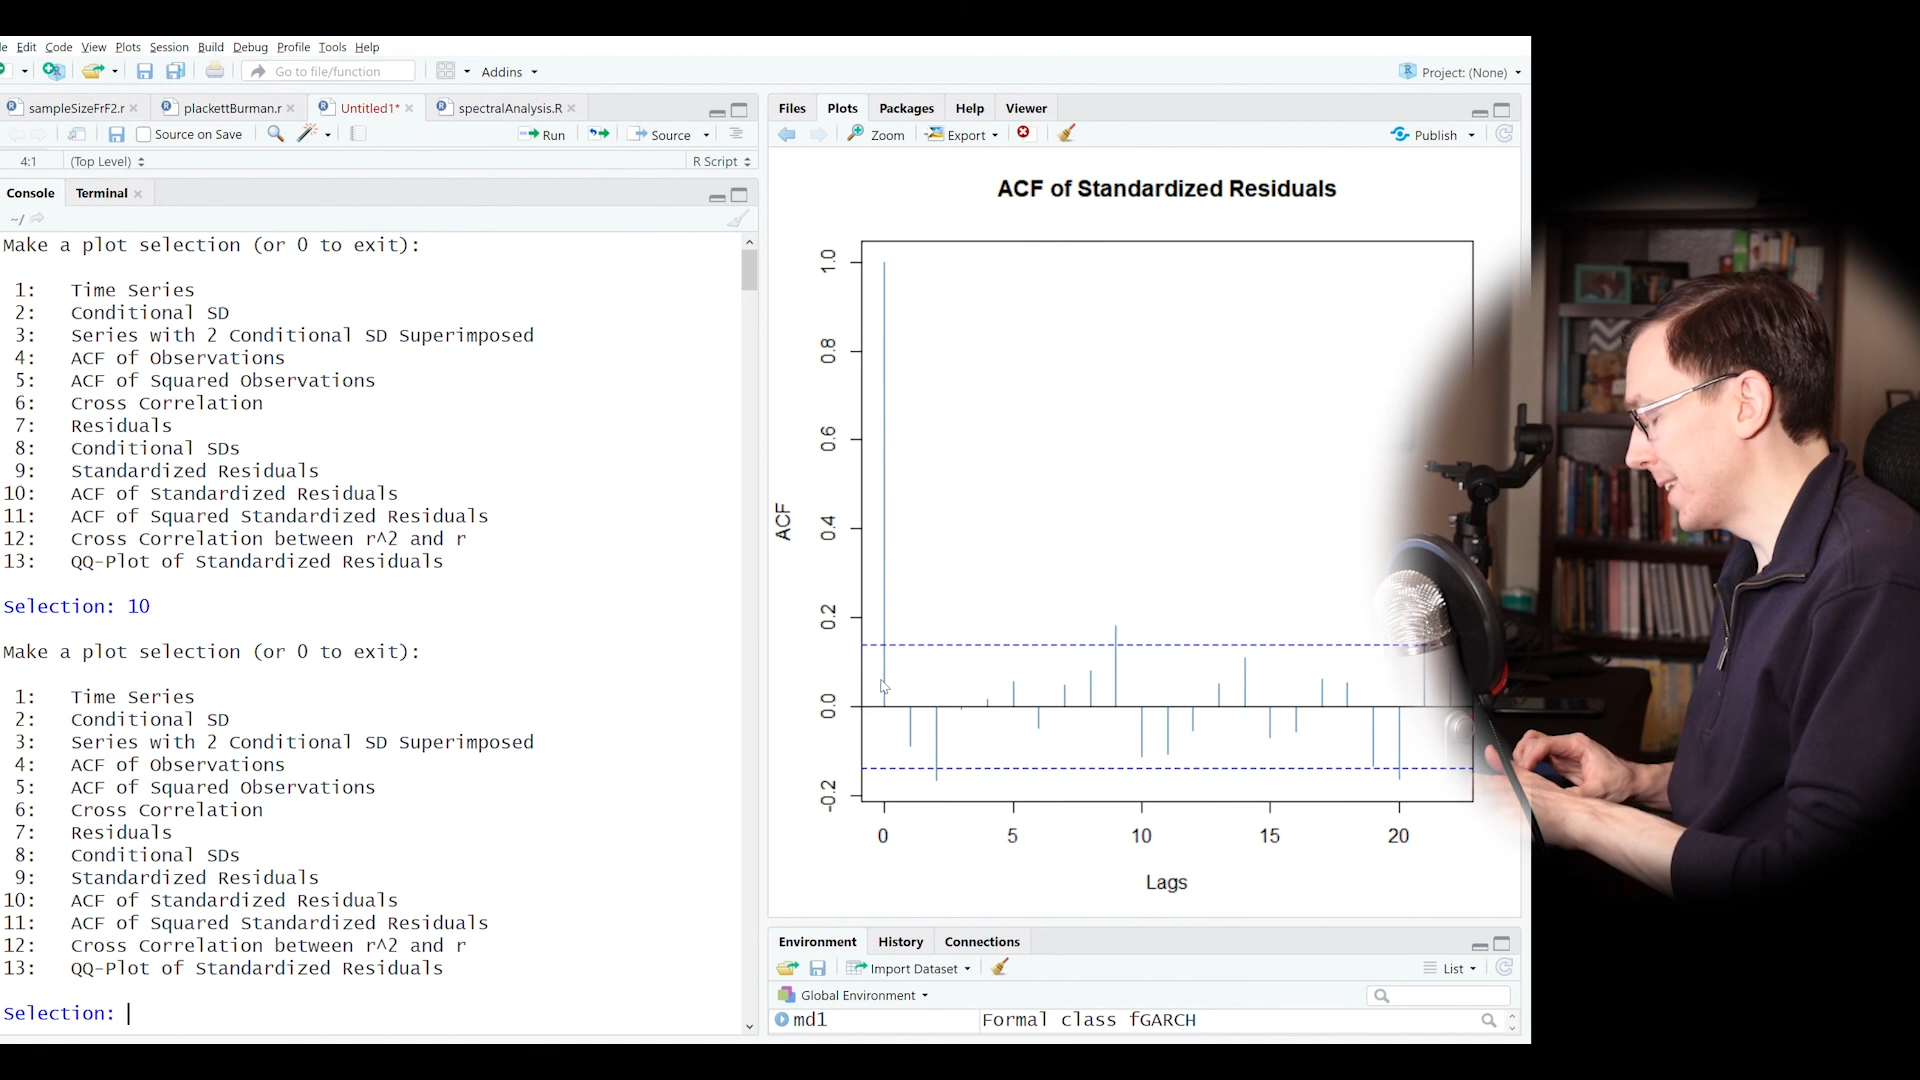 le Edit Code View Plots Session Build Debug Profile Tools Help
Go to file/function Addins Project: (None)
sampleSizeFrF2.r plackettBurman.r Untitled1* spectralAnalysis.R
Source on Save Run Source
4:1 (Top Level) R Script
Console Terminal
~/
Make a plot selection (or 0 to exit):
1: Time Series
2: Conditional SD
3: Series with 2 Conditional SD Superimposed
4: ACF of Observations
5: ACF of Squared Observations
6: Cross Correlation
7: Residuals
8: Conditional SDs
9: Standardized Residuals
10: ACF of Standardized Residuals
11: ACF of Squared Standardized Residuals
12: Cross Correlation between r^2 and r
13: QQ-Plot of Standardized Residuals
Selection: 10
Make a plot selection (or 0 to exit):
1: Time Series
2: Conditional SD
3: Series with 2 Conditional SD Superimposed
4: ACF of Observations
5: ACF of Squared Observations
6: Cross Correlation
7: Residuals
8: Conditional SDs
9: Standardized Residuals
10: ACF of Standardized Residuals
11: ACF of Squared Standardized Residuals
12: Cross Correlation between r^2 and r
13: QQ-Plot of Standardized Residuals
Selection:
Files Plots Packages Help Viewer
Zoom Export Publish
ACF of Standardized Residuals
1.0
0.8
0.6
0.4
0.2
0.0
-0.2
ACF
0 5 10 15 20
Lags
Environment History Connections
Import Dataset List
Global Environment
md1 Formal class fGARCH